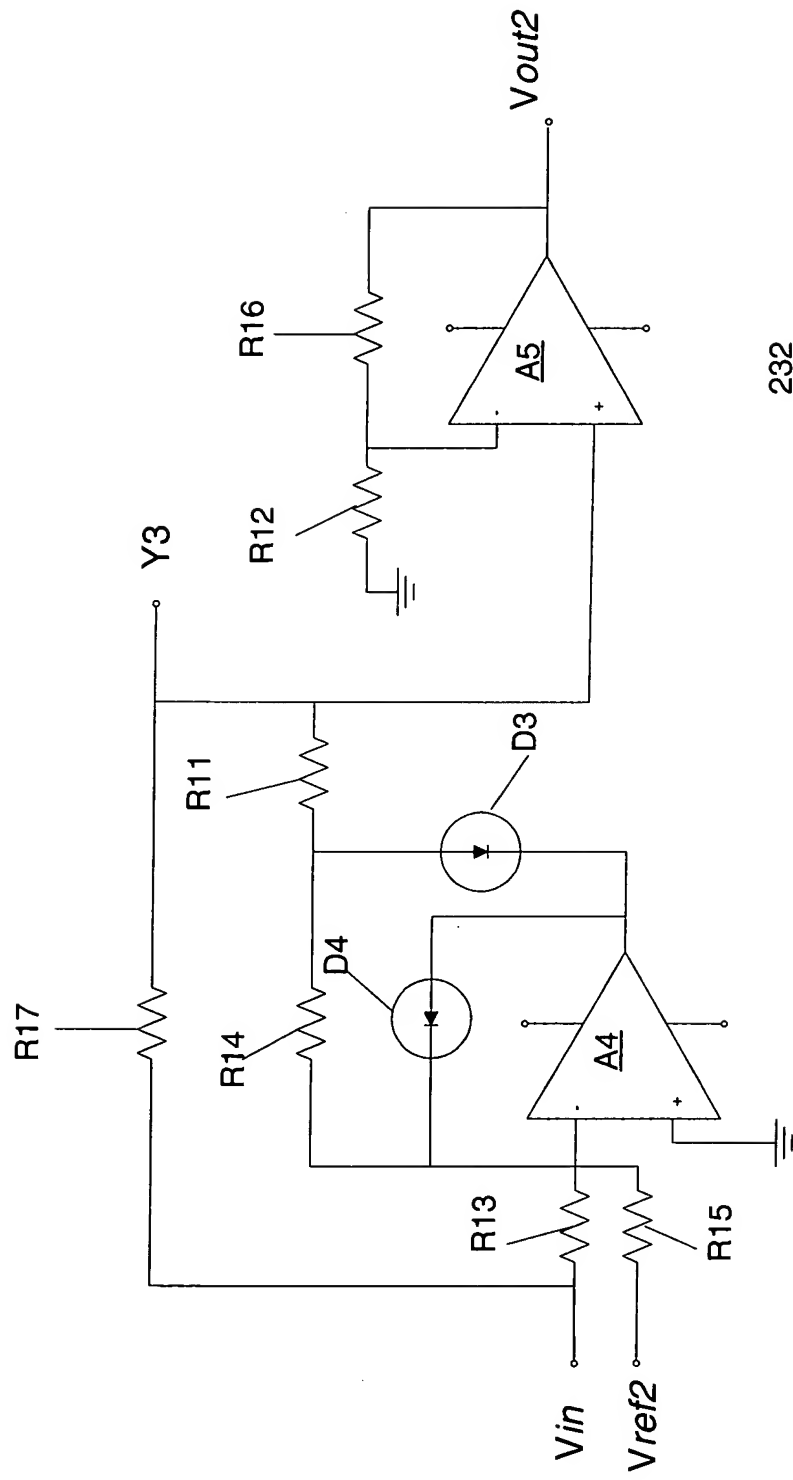 Vout2
R16
A5
-
+
232
R12
Y3
R11
D3
R17
D4
R14
A4
-
+
R13
R15
Vin
Vref2